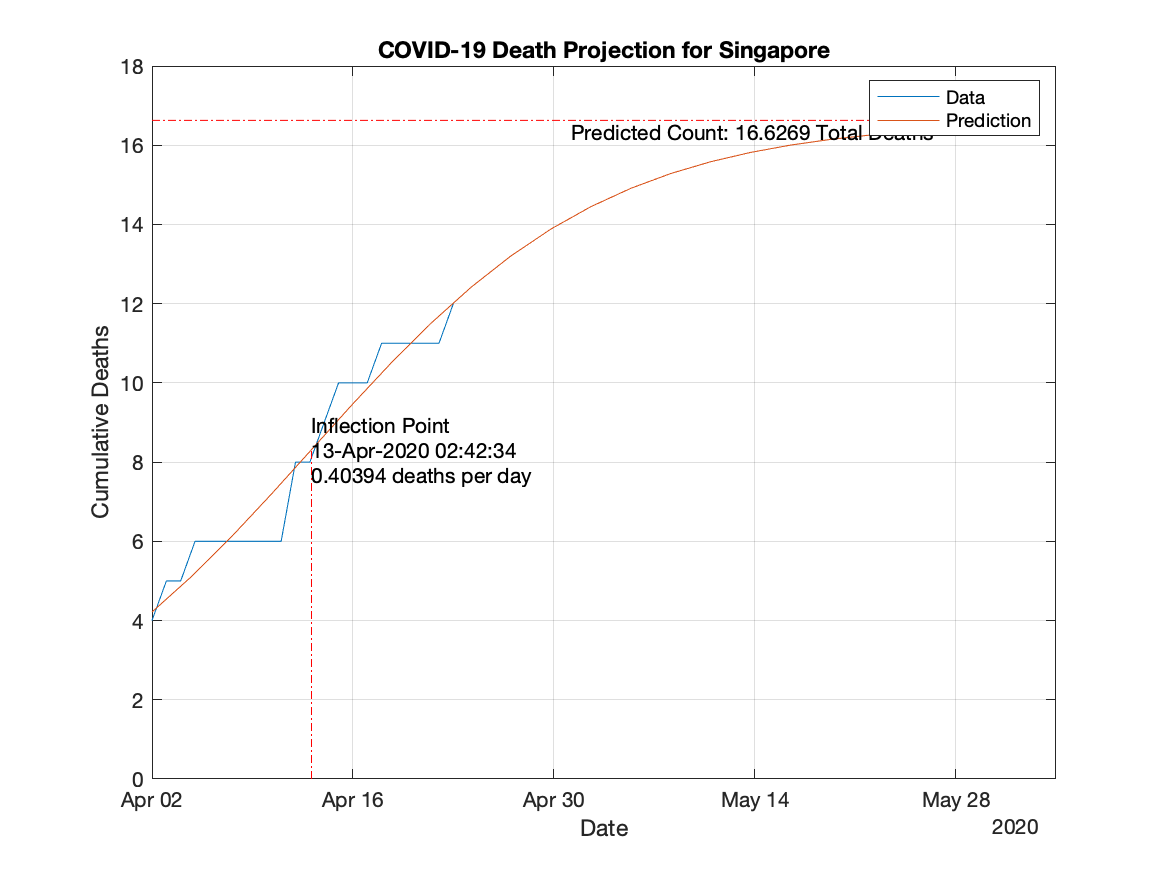 COVID-19 Death Projection for Singapore
18
16
14
12
10
8
6
4
2
0
Cumulative Deaths
Data
Prediction
Predicted Count: 16.6269 Total Deaths
Inflection Point
13-Apr-2020 02:42:34
0.40394 deaths per day
Apr 02
Apr 16
Apr 30
May 14
May 28
Date
2020